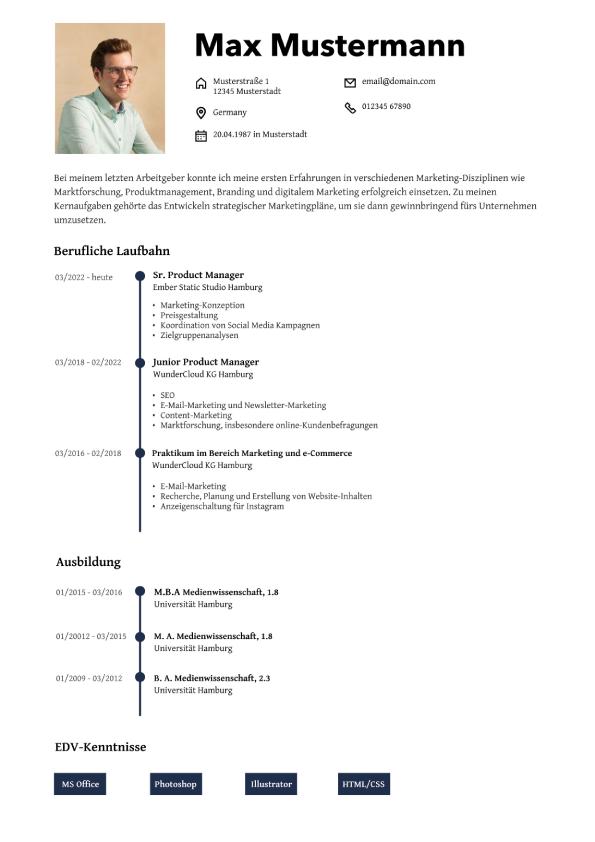 Max Mustermann
Musterstraße 1
12345 Musterstadt
Germany
20.04.1987 in Musterstadt
email@domain.com
012345 67890
Bei meinem letzten Arbeitgeber konnte ich meine ersten Erfahrungen in verschiedenen Marketing-Disziplinen wie
Marktforschung, Produktmanagement, Branding und digitalem Marketing erfolgreich einsetzen. Zu meinen
Kernaufgaben gehörte das Entwickeln strategischer Marketingpläne, um sie dann gewinnbringend fürs Unternehmen
umzusetzen.
Berufliche Laufbahn
03/2022 - heute
Sr. Product Manager
Ember Static Studio Hamburg
• Marketing-Konzeption
• Preisgestaltung
• Koordination von Social Media Kampagnen
• Zielgruppenanalysen
03/2018 - 02/2022
Junior Product Manager
WunderCloud KG Hamburg
• SEO
• E-Mail-Marketing und Newsletter-Marketing
• Content-Marketing
• Marktforschung, insbesondere online-Kundenbefragungen
03/2016 - 02/2018
Praktikum im Bereich Marketing und e-Commerce
WunderCloud KG Hamburg
• E-Mail-Marketing
• Recherche, Planung und Erstellung von Website-Inhalten
• Anzeigenschaltung für Instagram
Ausbildung
01/2015 - 03/2016
M.B.A Medienwissenschaft, 1.8
Universität Hamburg
01/20012 - 03/2015
M. A. Medienwissenschaft, 1.8
Universität Hamburg
01/2009 - 03/2012
B. A. Medienwissenschaft, 2.3
Universität Hamburg
EDV-Kenntnisse
MS Office
Photoshop
Illustrator
HTML/CSS